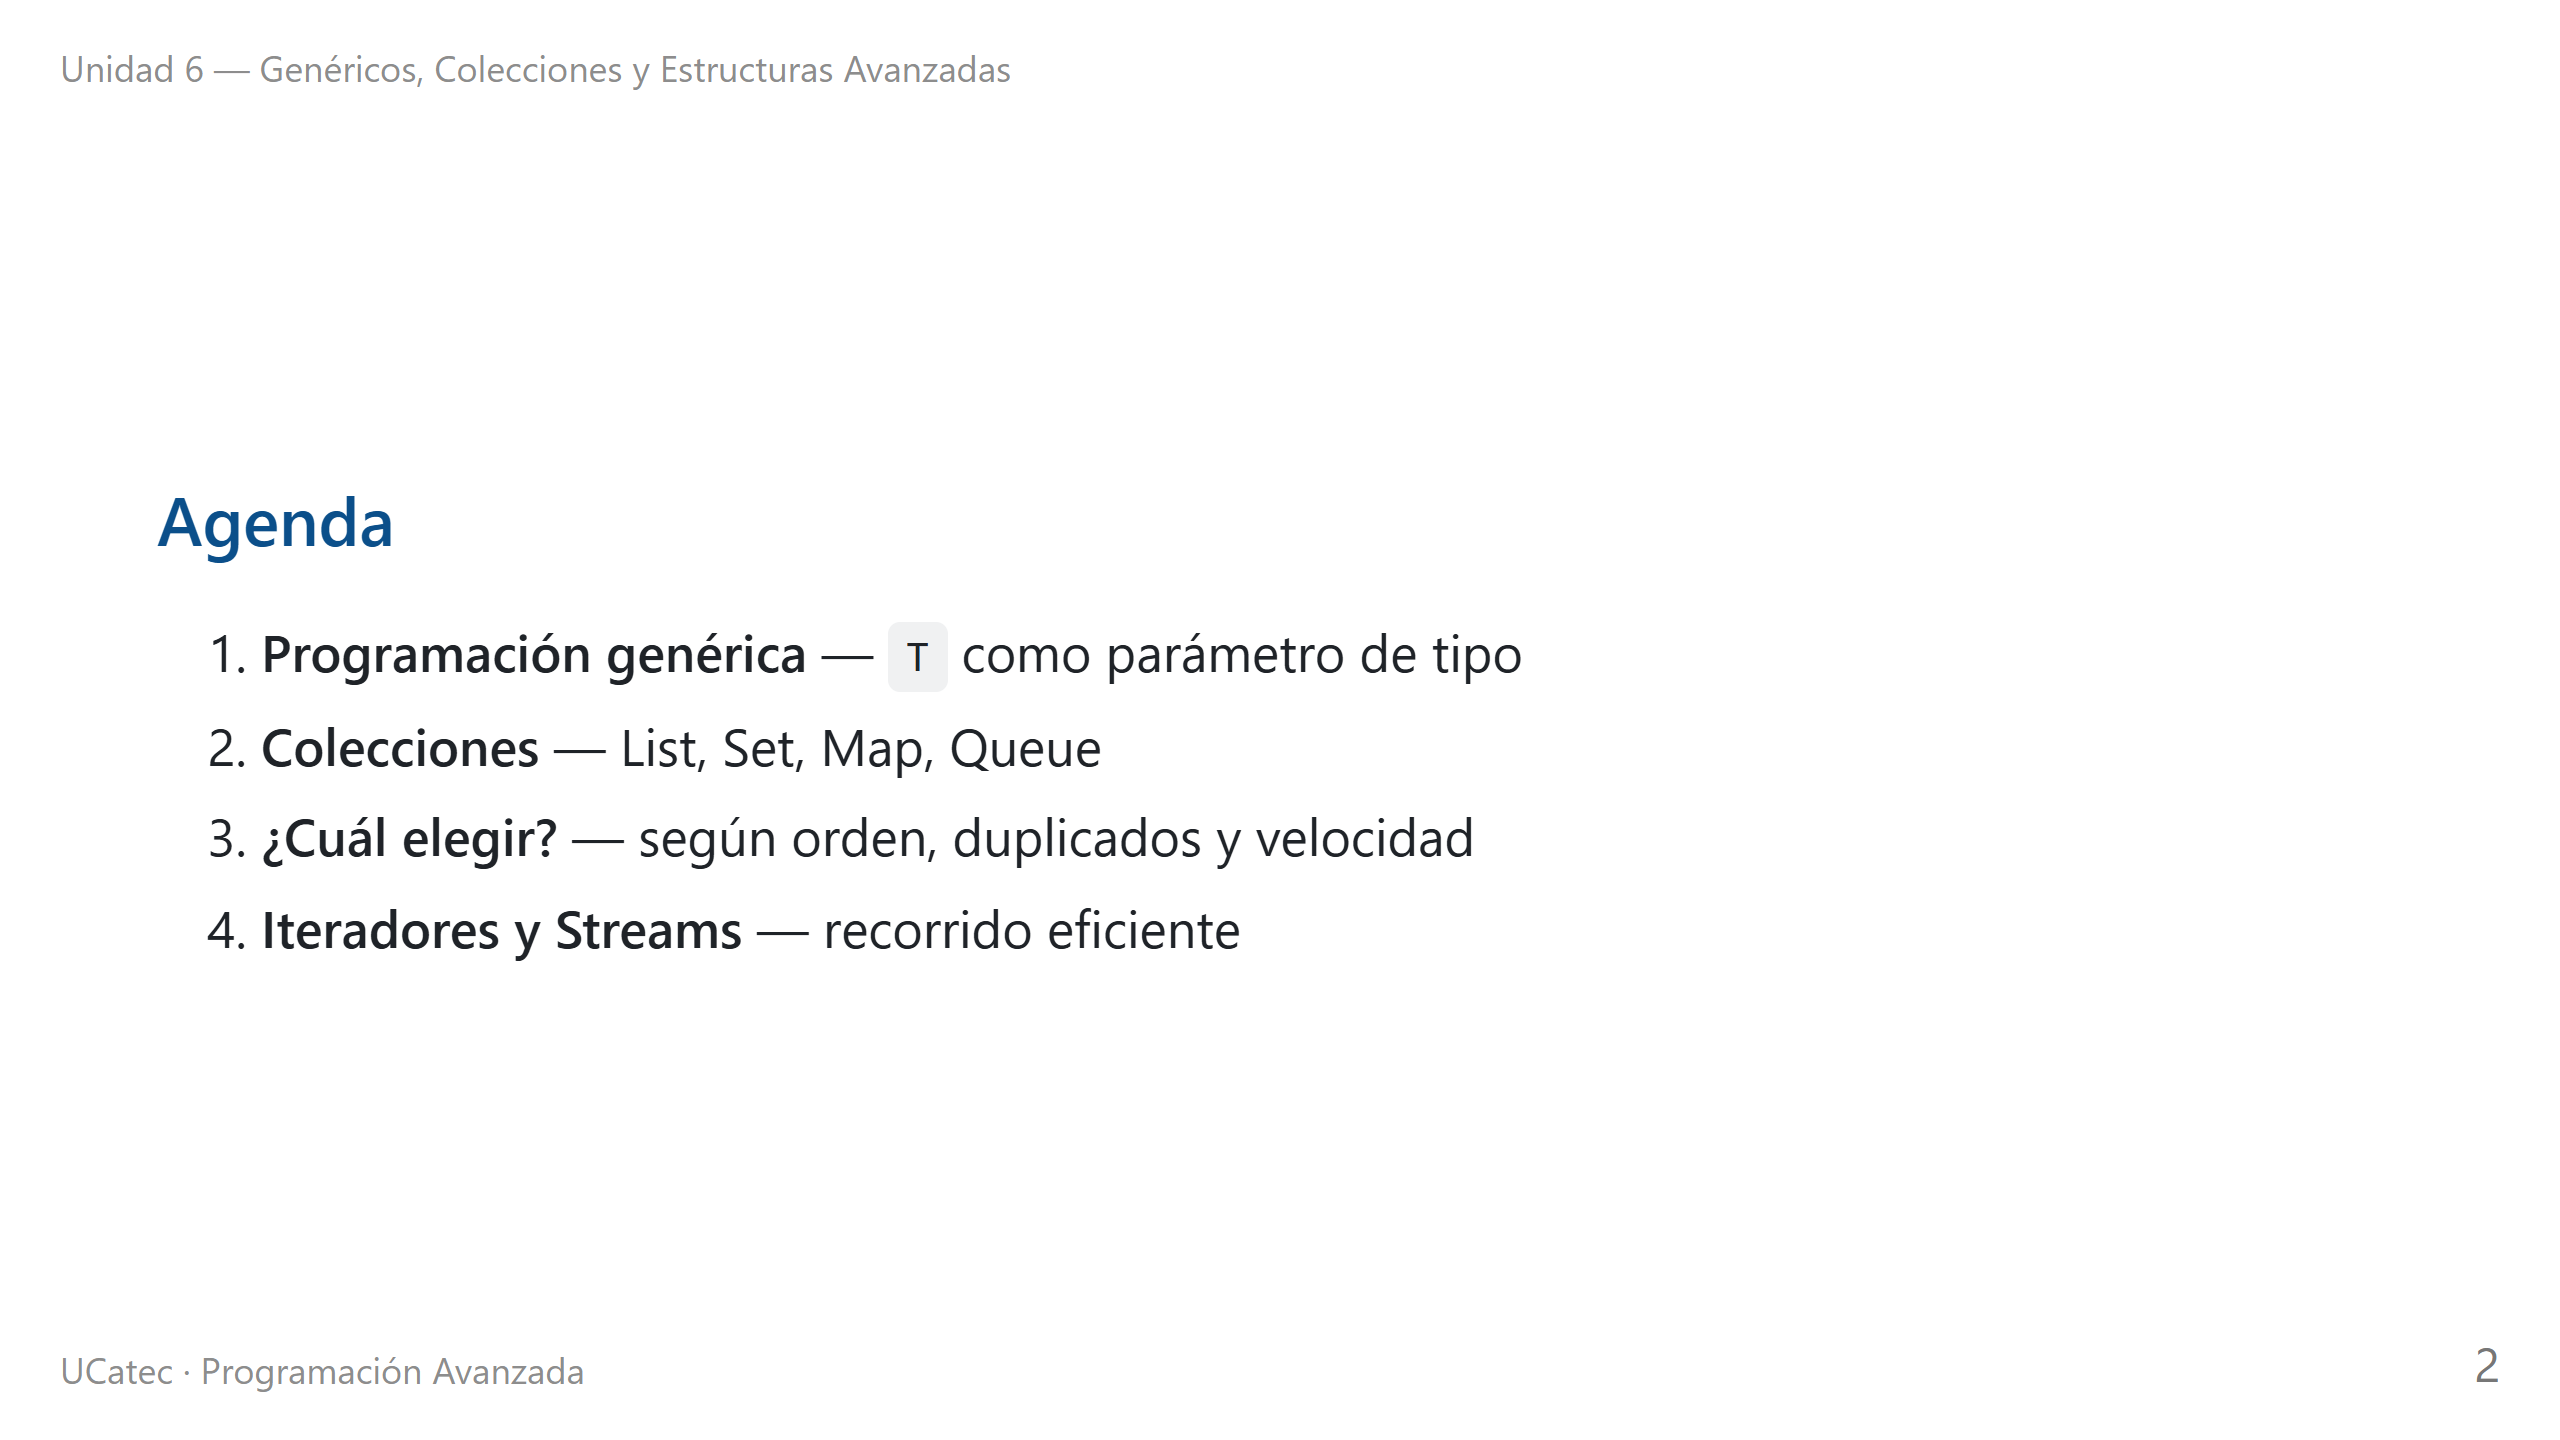 Unidad 6 — Genéricos, Colecciones y Estructuras Avanzadas
Agenda
1. Programación genérica — T como parámetro de tipo
2. Colecciones — List, Set, Map, Queue
3. ¿Cuál elegir? — según orden, duplicados y velocidad
4. Iteradores y Streams — recorrido eficiente
UCatec · Programación Avanzada
2